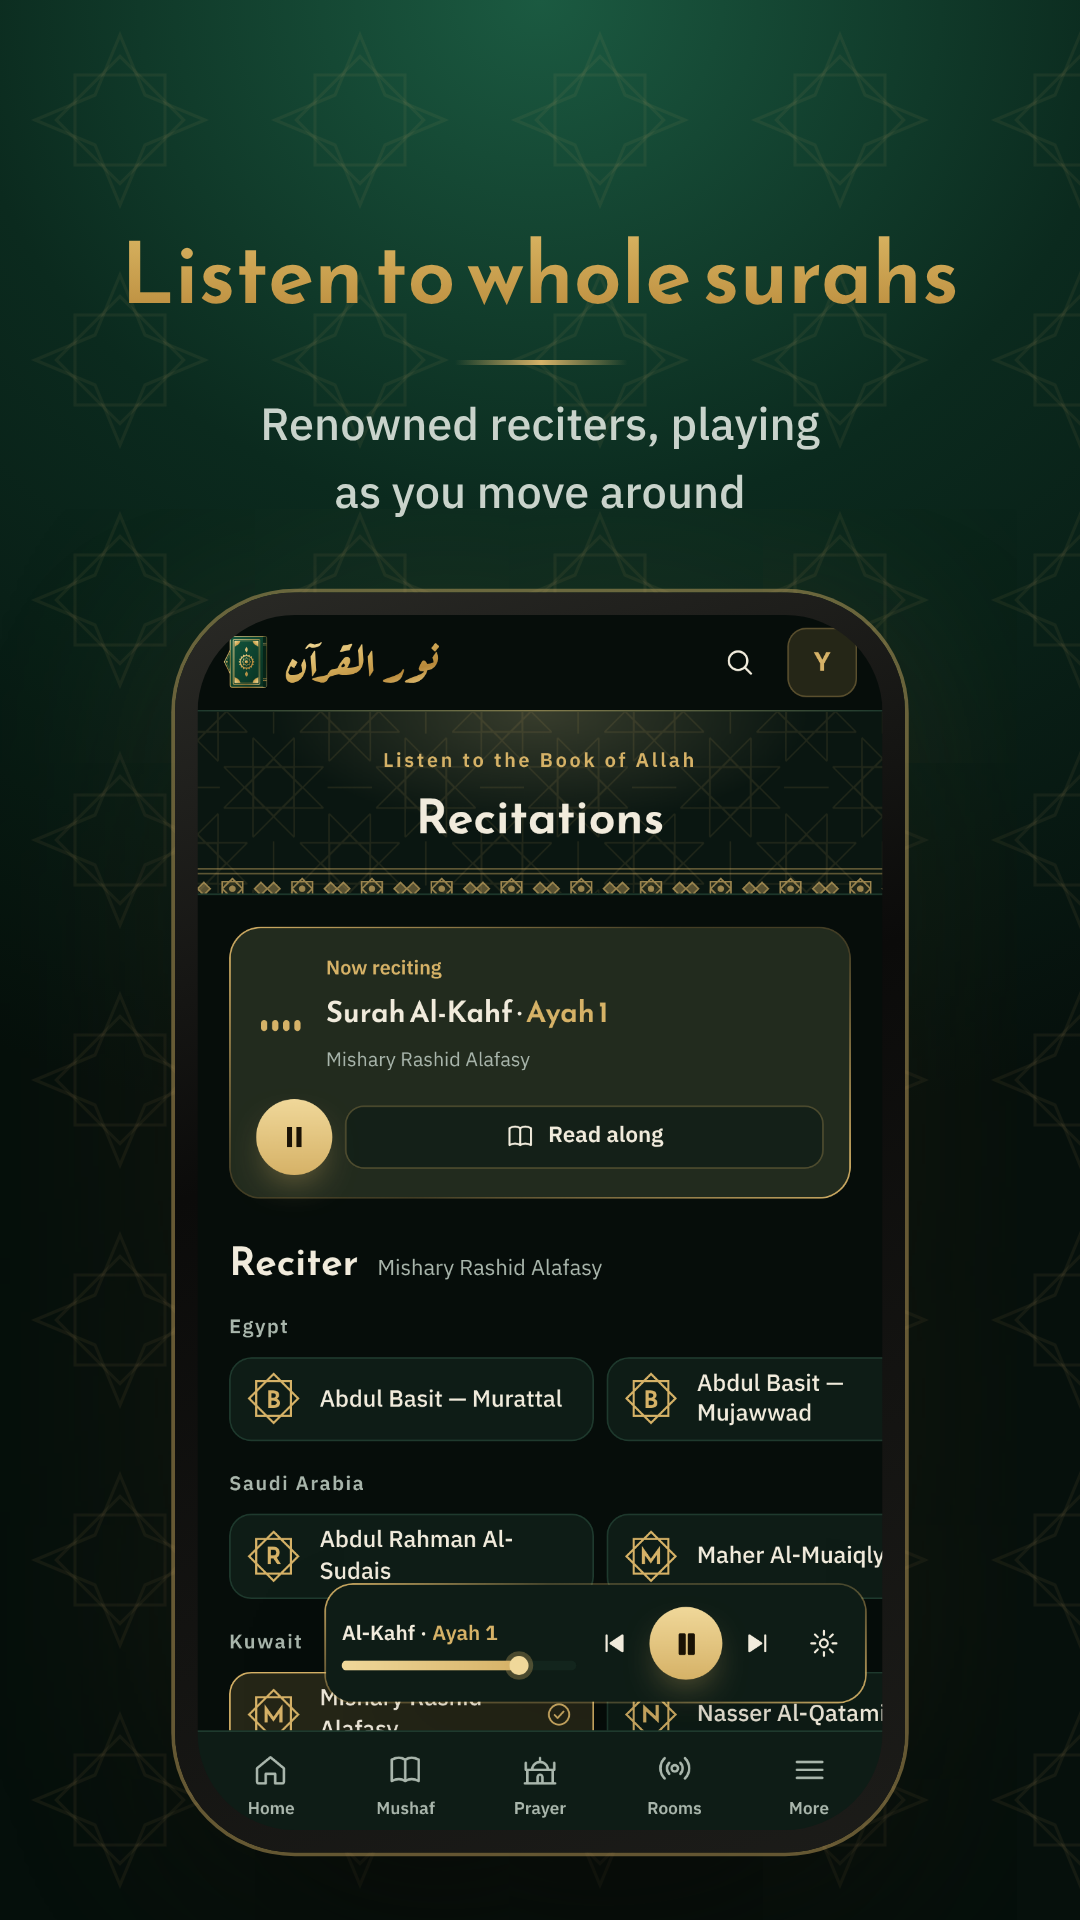 Listen to whole surahs
Renowned reciters, playing
as you move around
نور القرآن
Y
Listen to the Book of Allah
Recitations
Now reciting
Surah Al-Kahf · Ayah 1
Mishary Rashid Alafasy
Read along
Reciter Mishary Rashid Alafasy
Egypt
B Abdul Basit — Murattal
B Abdul Basit —
Mujawwad
Saudi Arabia
R Abdul Rahman Al-
Sudais
M Maher Al-Muaiqly
Al-Kahf · Ayah 1
Kuwait
M Mishary Rashid
Alafasy
N Nasser Al-Qatami
Home
Mushaf
Prayer
Rooms
More